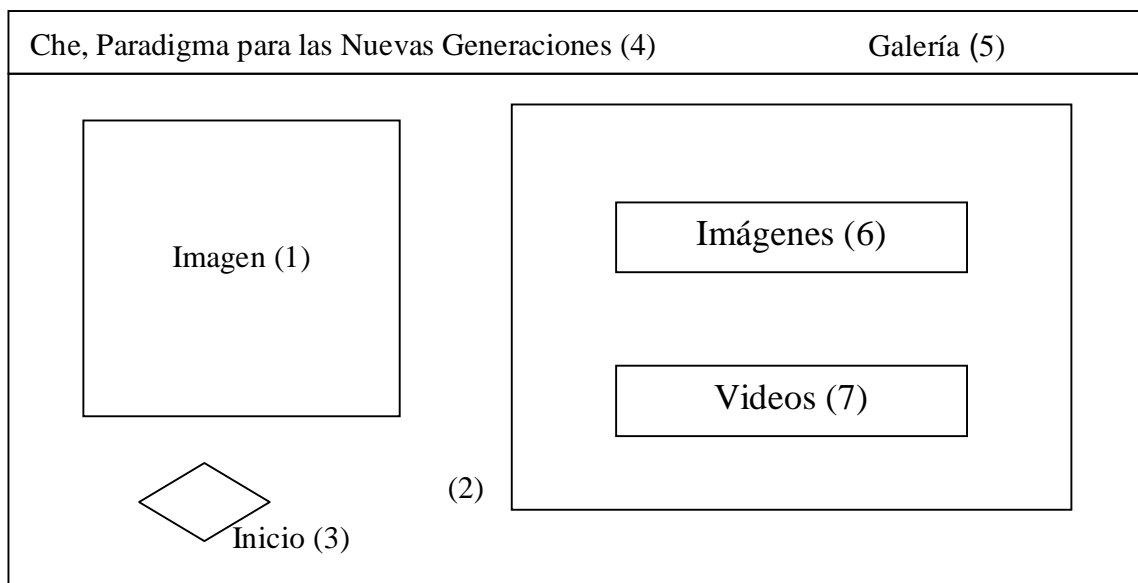 Che, Paradigma para las Nuevas Generaciones (4) Galería (5)
Imagen (1)
Imágenes (6)
Videos (7)
(2)
Inicio (3)